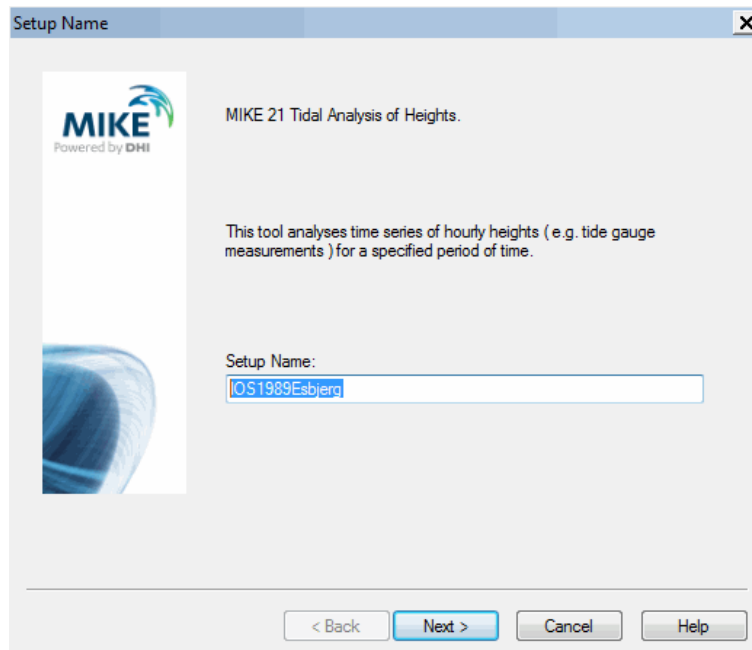 Setup Name
MIKE
Powered by DHI
MIKE 21 Tidal Analysis of Heights.
This tool analyses time series of hourly heights ( e.g. tide gauge
measurements ) for a specified period of time.
Setup Name:
IOS1989Esbjerg
< Back
Next >
Cancel
Help